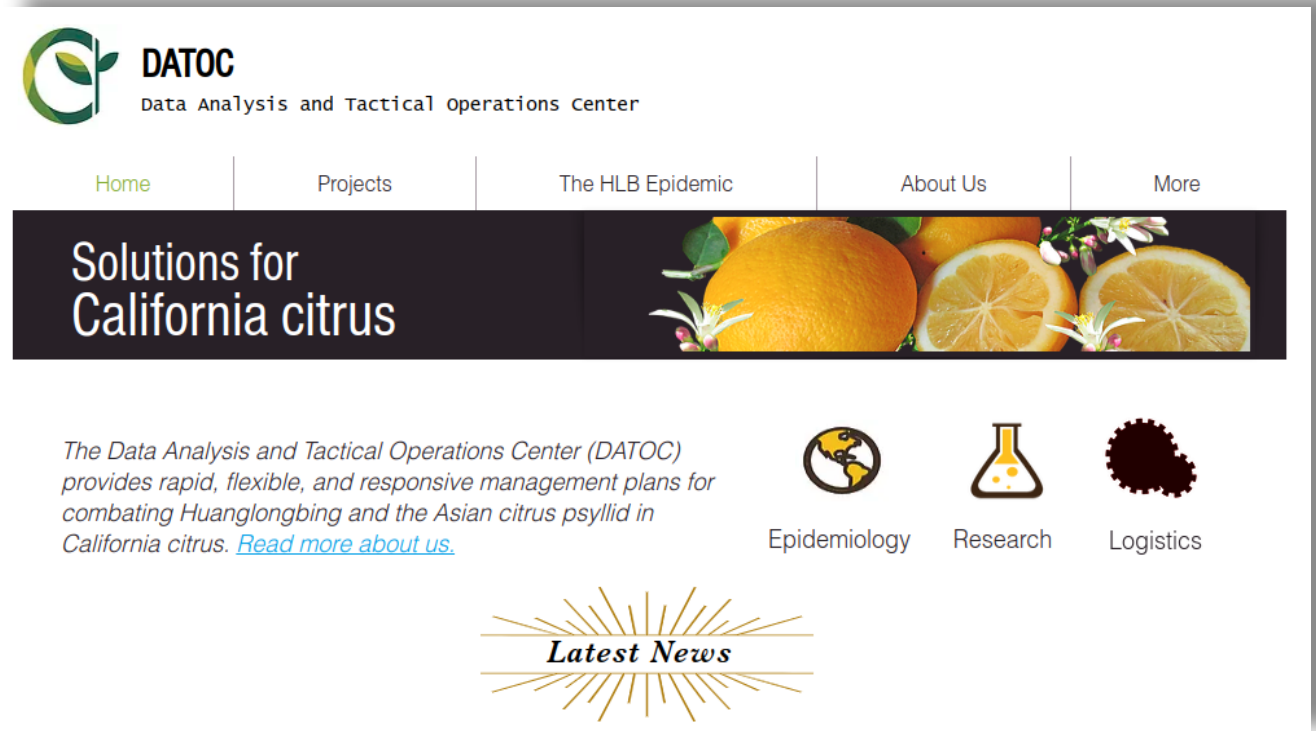 DATOC
Data Analysis and Tactical Operations Center
Home Projects The HLB Epidemic About Us More
Solutions for
California citrus
The Data Analysis and Tactical Operations Center (DATOC)
provides rapid, flexible, and responsive management plans for
combating Huanglongbing and the Asian citrus psyllid in
California citrus. Read more about us.
Epidemiology Research Logistics
Latest News